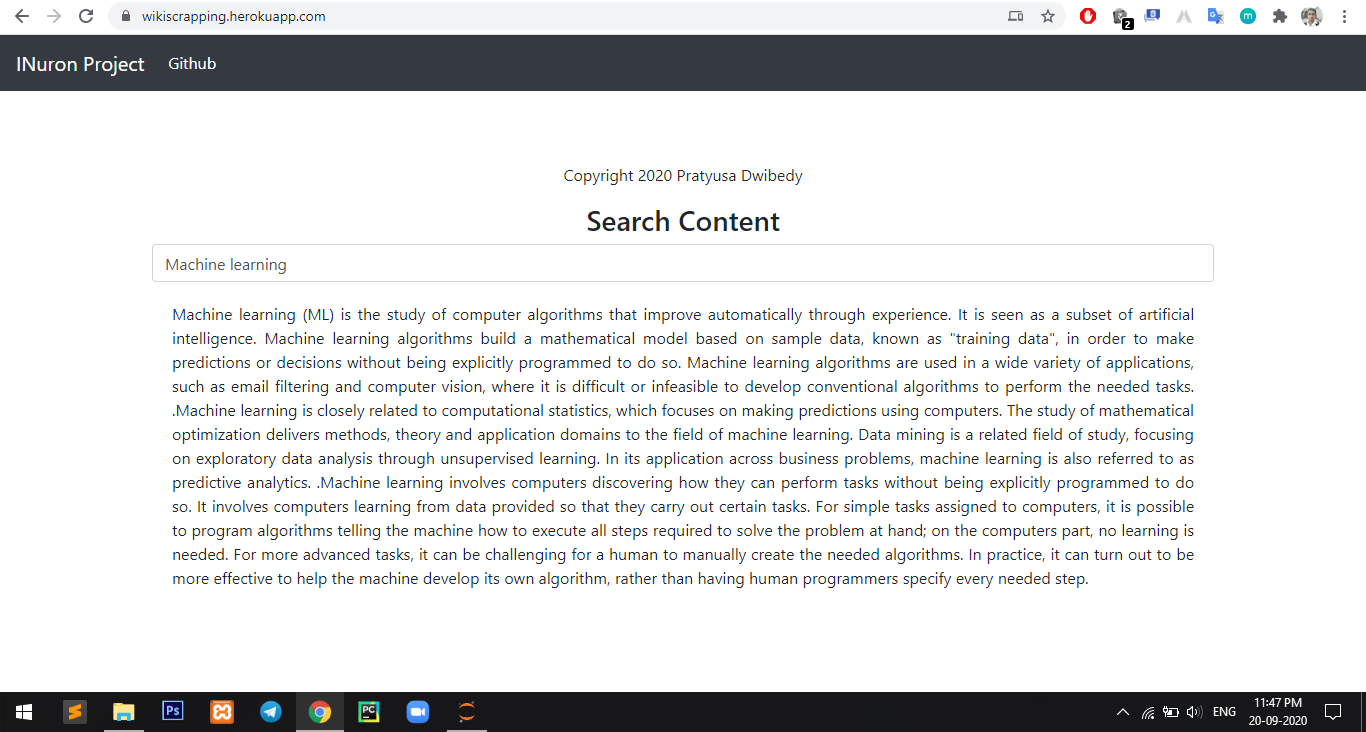 wikiscrapping.herokuapp.com
2
m
INuron Project Github
Copyright 2020 Pratyusa Dwibedy
Search Content
Machine learning
Machine learning (ML) is the study of computer algorithms that improve automatically through experience. It is seen as a subset of artificial
intelligence. Machine learning algorithms build a mathematical model based on sample data, known as "training data", in order to make
predictions or decisions without being explicitly programmed to do so. Machine learning algorithms are used in a wide variety of applications,
such as email filtering and computer vision, where it is difficult or infeasible to develop conventional algorithms to perform the needed tasks.
.Machine learning is closely related to computational statistics, which focuses on making predictions using computers. The study of mathematical
optimization delivers methods, theory and application domains to the field of machine learning. Data mining is a related field of study, focusing
on exploratory data analysis through unsupervised learning. In its application across business problems, machine learning is also referred to as
predictive analytics. .Machine learning involves computers discovering how they can perform tasks without being explicitly programmed to do
so. It involves computers learning from data provided so that they carry out certain tasks. For simple tasks assigned to computers, it is possible
to program algorithms telling the machine how to execute all steps required to solve the problem at hand; on the computers part, no learning is
needed. For more advanced tasks, it can be challenging for a human to manually create the needed algorithms. In practice, it can turn out to be
more effective to help the machine develop its own algorithm, rather than having human programmers specify every needed step.
Ps
PC
ENG
11:47 PM
20-09-2020